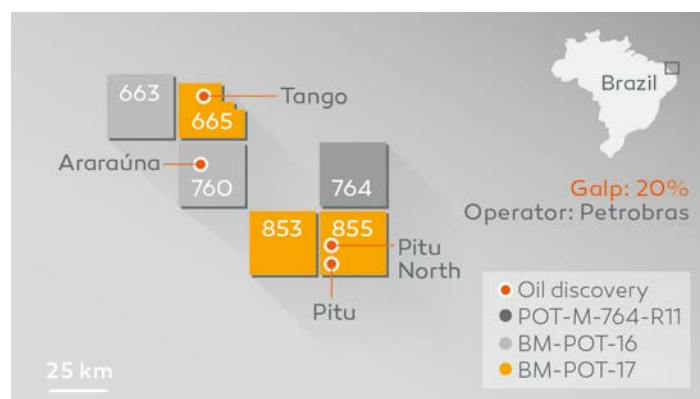 663
665
Tango
Brazil
Araraúna
760
764
Galp: 20%
Operator: Petrobras
853
855
Pitu
North
Pitu
Oil discovery
POT-M-764-R11
BM-POT-16
BM-POT-17
25 km